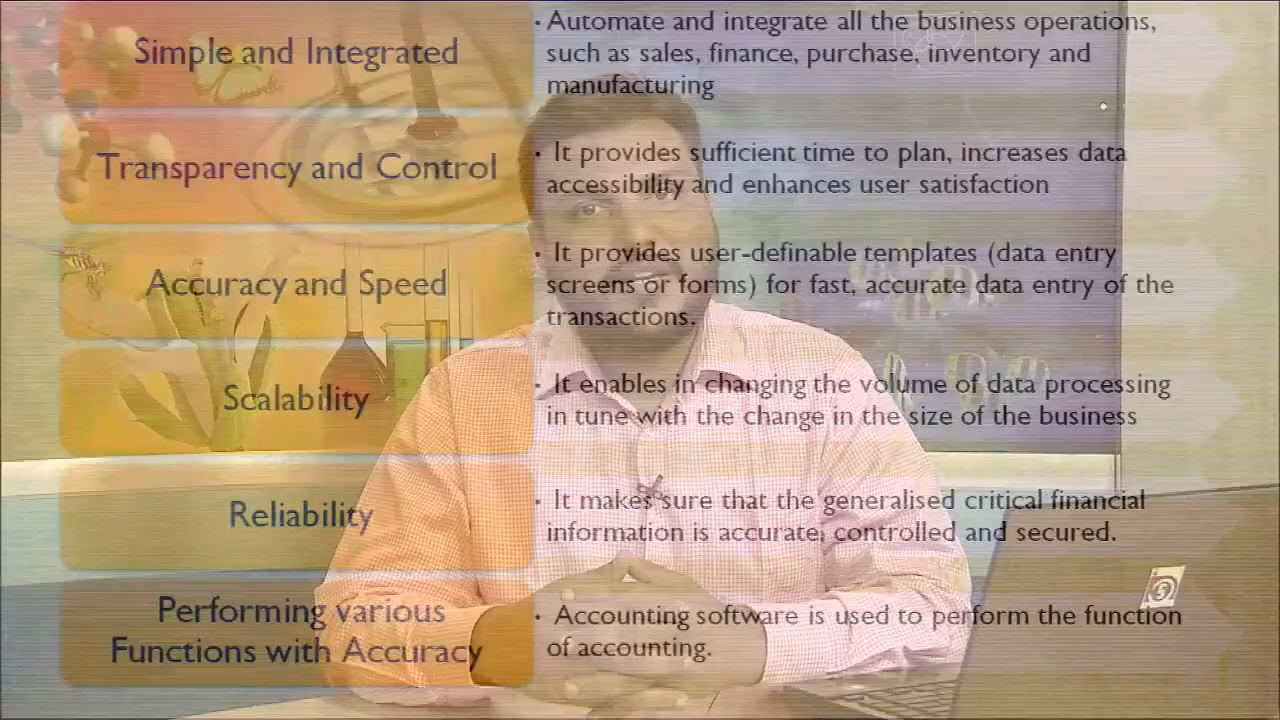 Simple and Integrated
• Automate and integrate all the business operations,
such as sales, finance, purchase, inventory and
manufacturing
Transparency and Control
• It provides sufficient time to plan, increases data
accessibility and enhances user satisfaction
Accuracy and Speed
• It provides user-definable templates (data entry
screens or forms) for fast, accurate data entry of the
transactions.
Scalability
• It enables in changing the volume of data processing
in tune with the change in the size of the business
Reliability
• It makes sure that the generalised critical financial
information is accurate, controlled and secured.
Performing various
Functions with Accuracy
• Accounting software is used to perform the function
of accounting.